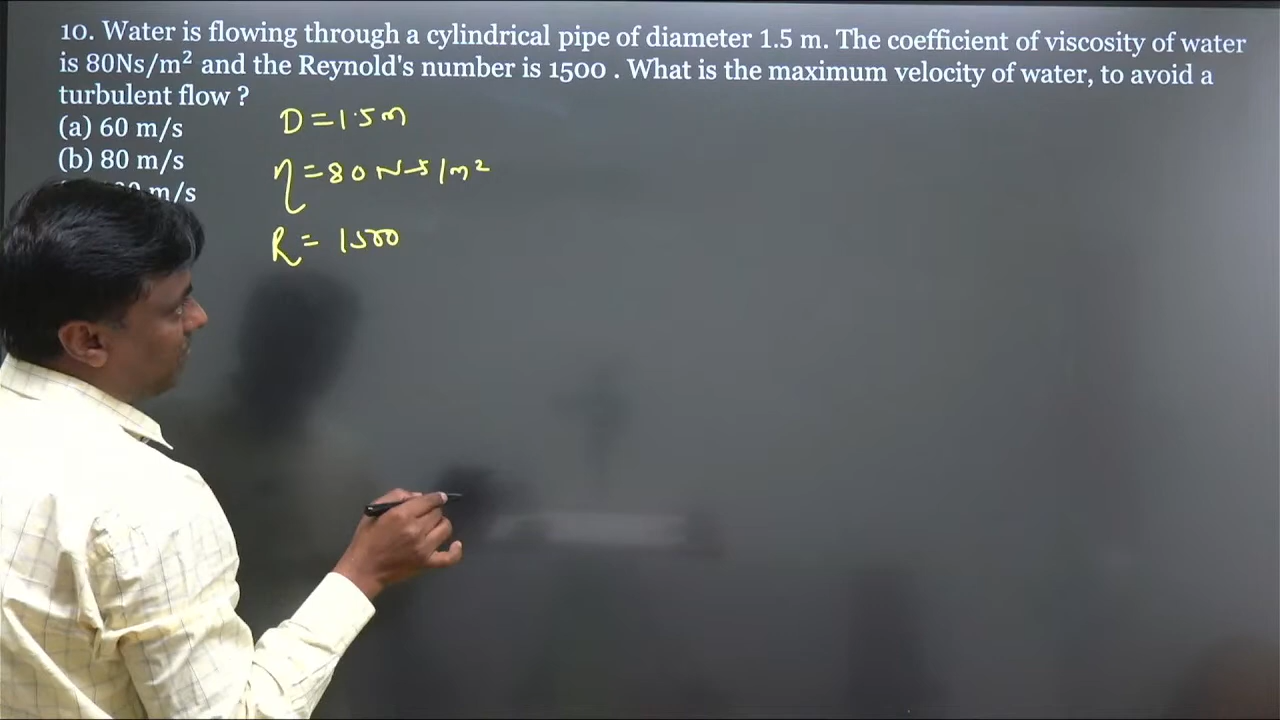 10. Water is flowing through a cylindrical pipe of diameter 1.5 m. The coefficient of viscosity of water
is 80Ns/m² and the Reynold's number is 1500 . What is the maximum velocity of water, to avoid a
turbulent flow ?
(a) 60 m/s
(b) 80 m/s
m/s
D = 1.5m
η = 80 N-s/m²
R = 1500